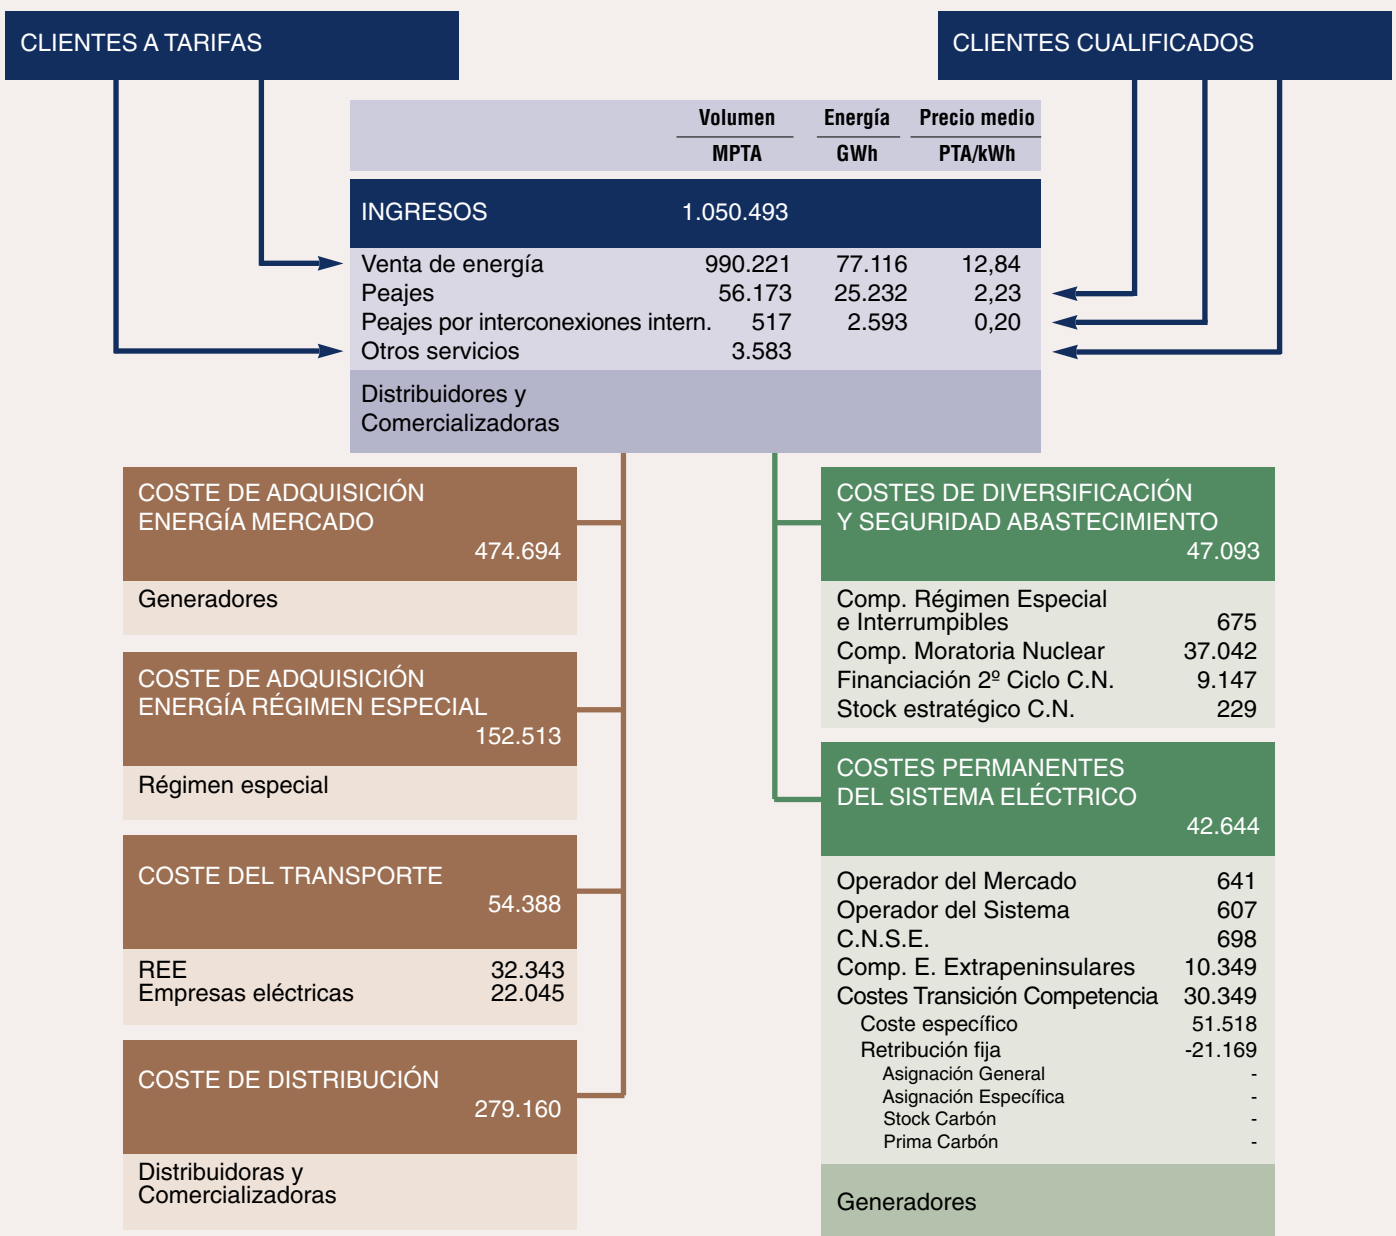 CLIENTES A TARIFAS
CLIENTES CUALIFICADOS
Volumen Energía Precio medio
MPTA GWh PTA/kWh
INGRESOS 1.050.493
Venta de energía 990.221 77.116 12,84
Peajes 56.173 25.232 2,23
Peajes por interconexiones intern. 517 2.593 0,20
Otros servicios 3.583
Distribuidores y
Comercializadoras
COSTE DE ADQUISICIÓN
ENERGÍA MERCADO
474.694
Generadores
COSTE DE ADQUISICIÓN
ENERGÍA RÉGIMEN ESPECIAL
152.513
Régimen especial
COSTE DEL TRANSPORTE
54.388
REE 32.343
Empresas eléctricas 22.045
COSTE DE DISTRIBUCIÓN
279.160
Distribuidoras y
Comercializadoras
COSTES DE DIVERSIFICACIÓN
Y SEGURIDAD ABASTECIMIENTO
47.093
Comp. Régimen Especial
e Interrumpibles 675
Comp. Moratoria Nuclear 37.042
Financiación 2º Ciclo C.N. 9.147
Stock estratégico C.N. 229
COSTES PERMANENTES
DEL SISTEMA ELÉCTRICO
42.644
Operador del Mercado 641
Operador del Sistema 607
C.N.S.E. 698
Comp. E. Extrapeninsulares 10.349
Costes Transición Competencia 30.349
Coste específico 51.518
Retribución fija -21.169
Asignación General -
Asignación Específica -
Stock Carbón -
Prima Carbón -
Generadores